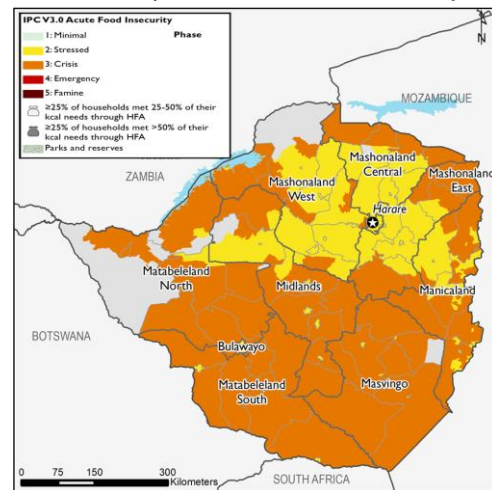 IPC V3.0 Acute Food Insecurity
Phase
1: Minimal
2: Stressed
3: Crisis
4: Emergency
5: Famine
≥25% of households met 25-50% of their
kcal needs through HFA
≥25% of households met >50% of their
kcal needs through HFA
Parks and reserves
N
MOZAMBIQUE
ZAMBIA
Mashonaland
Central
Mashonaland
West
Mashonaland
East
Harare
Matabeleland
North
Midlands
Manicaland
BOTSWANA
Bulawayo
Matabeleland
South
Masvingo
0 75 150 300
Kilometers
SOUTH AFRICA